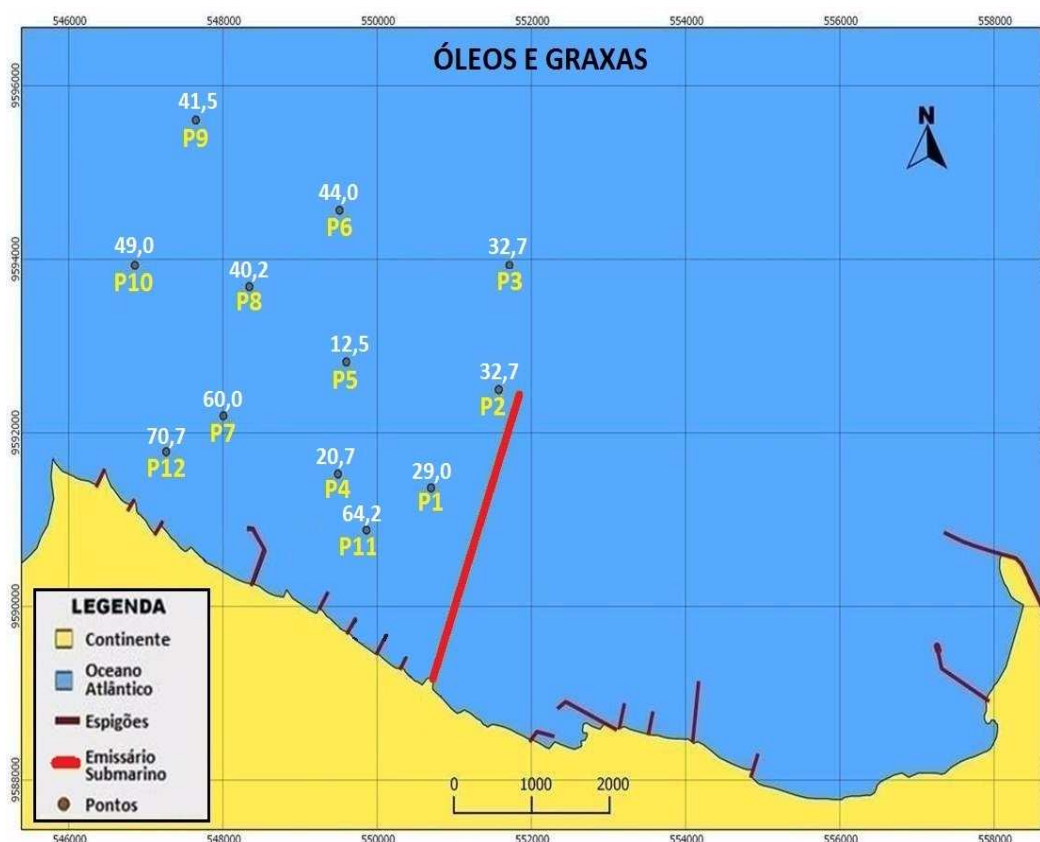 546000 548000 550000 552000 554000 556000 558000
ÓLEOS E GRAXAS
9596000
N
41,5
P9
44,0
P6
49,0
P10
9594000
40,2
P8
32,7
P3
12,5
P5
32,7
P2
60,0
P7
9592000
70,7
P12
20,7
P4
29,0
P1
64,2
P11
9590000
LEGENDA
Continente
Oceano
Atlântico
Espigões
Emissário
Submarino
Pontos
9588000
0 1000 2000
546000 548000 550000 552000 554000 556000 558000